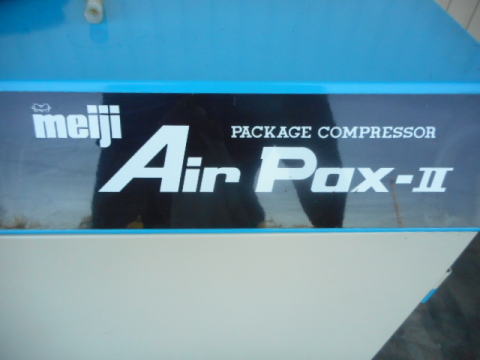 meiji
PACKAGE COMPRESSOR
Air Pax-II